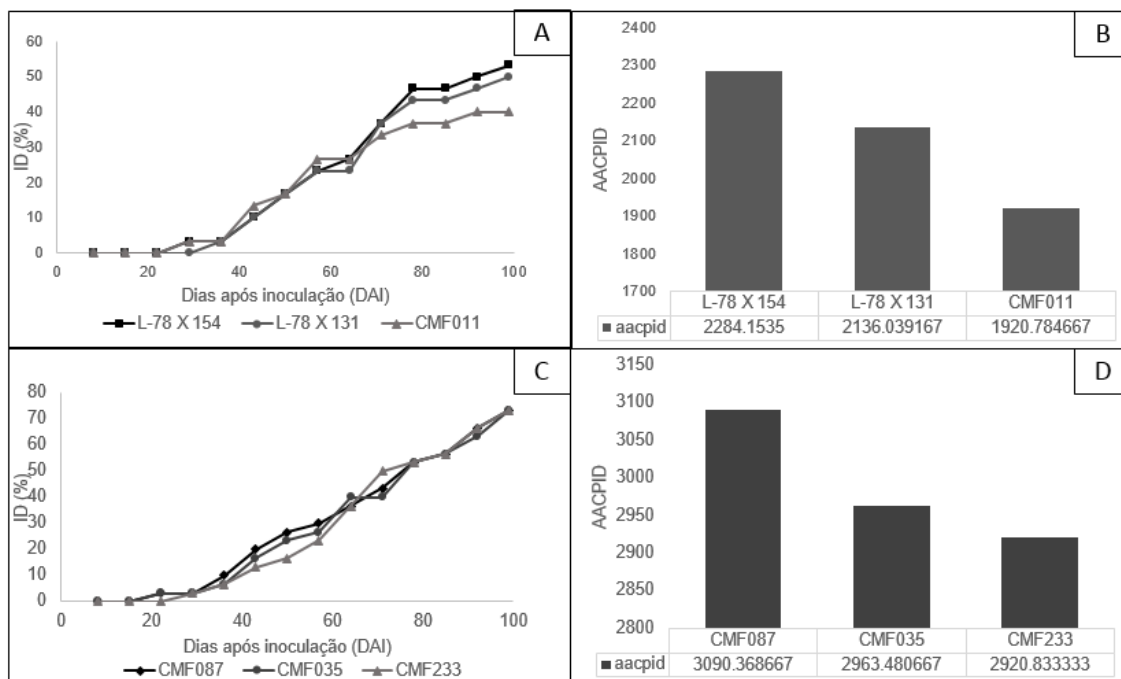 A
60
50
40
30
20
10
0
ID (%)
0 20 40 60 80 100
Dias após inoculação (DAI)
L-78 X 154 L-78 X 131 CMF011
B
2400
2300
2200
2100
2000
1900
1800
1700
AACPID
L-78 X 154 L-78 X 131 CMF011
aacpid 2284.1535 2136.039167 1920.784667
C
80
70
60
50
40
30
20
10
0
ID (%)
0 20 40 60 80 100
Dias após inoculação (DAI)
CMF087 CMF035 CMF233
D
3150
3100
3050
3000
2950
2900
2850
2800
AACPID
CMF087 CMF035 CMF233
aacpid 3090.368667 2963.480667 2920.833333